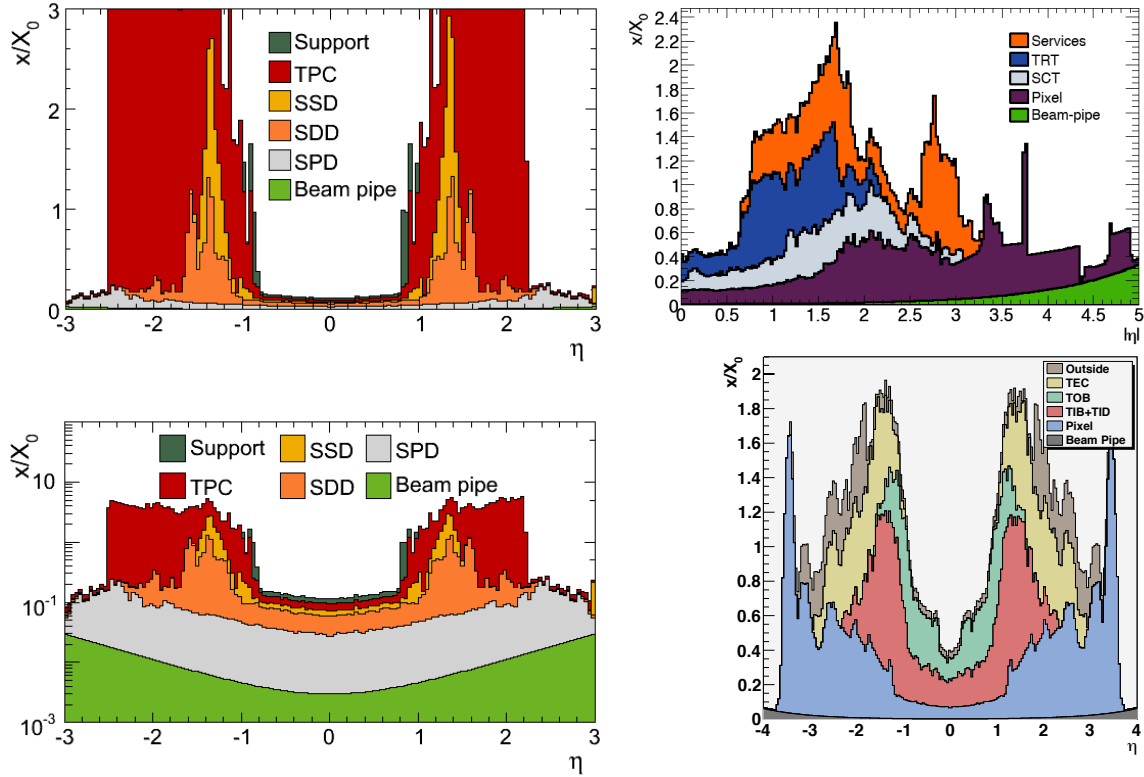 x/X0
3
2
1
0
Support
TPC
SSD
SDD
SPD
Beam pipe
-3 -2 -1 0 1 2 3
η
x/X0
2.4
2.2
2
1.8
1.6
1.4
1.2
1
0.8
0.6
0.4
0.2
0
Services
TRT
SCT
Pixel
Beam-pipe
0 0.5 1 1.5 2 2.5 3 3.5 4 4.5 5
|η|
x/X0
10
10-1
10-3
Support SSD SPD
TPC SDD Beam pipe
-3 -2 -1 0 1 2 3
η
x/X0
2
1.8
1.6
1.4
1.2
1
0.8
0.6
0.4
0.2
0
Outside
TEC
TOB
TIB+TID
Pixel
Beam Pipe
-4 -3 -2 -1 0 1 2 3 4
η